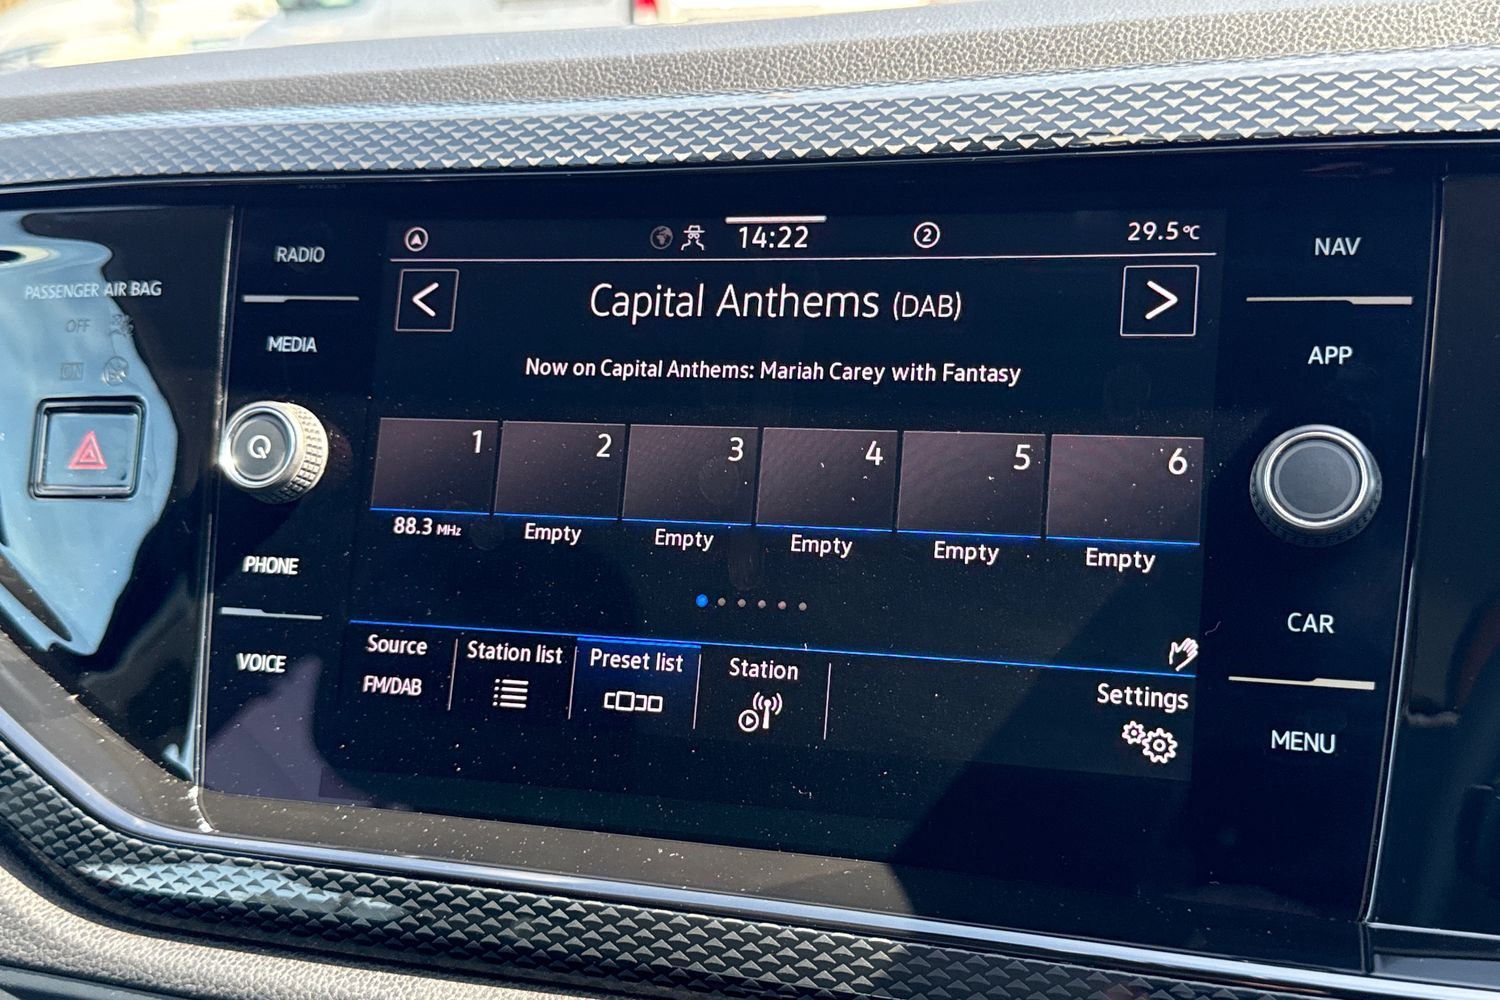 RADIO
MEDIA
PHONE
VOICE
PASSENGER AIR BAG
OFF
ON
14:22
2
29.5°C
Capital Anthems (DAB)
Now on Capital Anthems: Mariah Carey with Fantasy
1 2 3 4 5 6
88.3 MHz Empty Empty Empty Empty Empty
Source Station list Preset list Station Settings
FM/DAB
NAV
APP
CAR
MENU